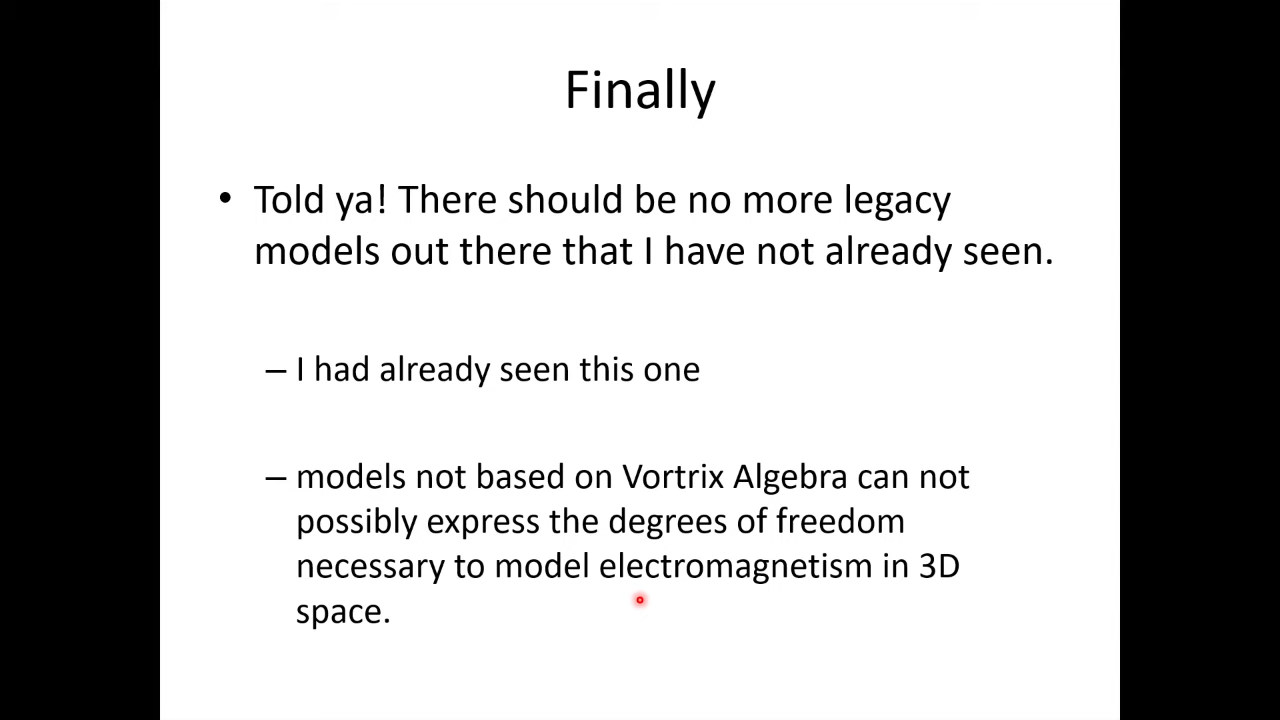 Finally
• Told ya! There should be no more legacy
models out there that I have not already seen.
– I had already seen this one
– models not based on Vortrix Algebra can not
possibly express the degrees of freedom
necessary to model electromagnetism in 3D
space.